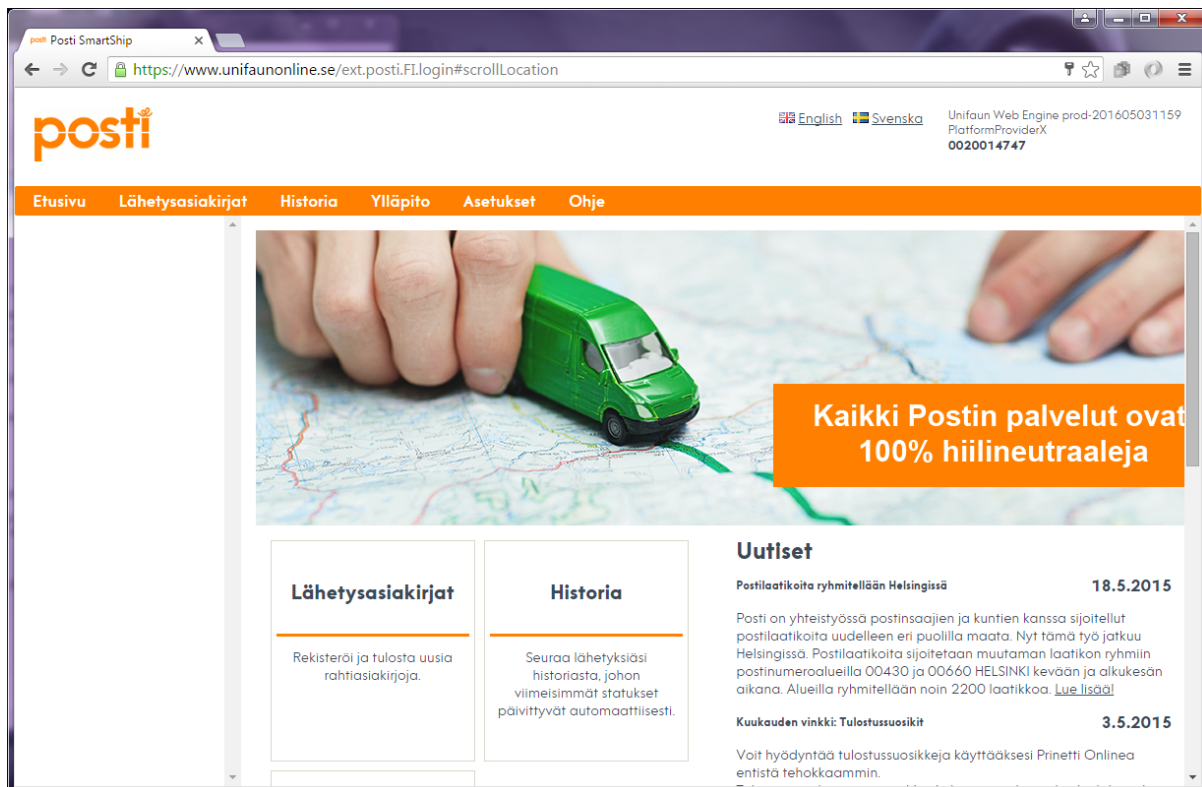 posti Posti SmartShip
https://www.unifaunonline.se/ext.posti.FI.login#scrollLocation
posti
English Svenska
Unifaun Web Engine prod-201605031159
PlatformProviderX
0020014747
Etusivu Lähetysasiakirjat Historia Ylläpito Asetukset Ohje
Kaikki Postin palvelut ovat
100% hiilineutraaleja
Lähetysasiakirjat
Rekisteröi ja tulosta uusia
rahtiasiakirjoja.
Historia
Seuraa lähetyksiäsi
historiasta, johon
viimeisimmät statukset
päivittyvät automaattisesti.
Uutiset
Postilaatikoita ryhmitellään Helsingissä 18.5.2015
Posti on yhteistyössä postinsaajien ja kuntien kanssa sijoitellut
postilaatikoita uudelleen eri puolilla maata. Nyt tämä työ jatkuu
Helsingissä. Postilaatikoita sijoitetaan muutaman laatikon ryhmiin
postinumeroalueilla 00430 ja 00660 HELSINKI kevään ja alkukesän
aikana. Alueilla ryhmitellään noin 2200 laatikkoa. Lue lisää!
Kuukauden vinkki: Tulostussuosikit 3.5.2015
Voit hyödyntää tulostussuosikkeja käyttääksesi Prinetti Onlinea
entistä tehokkaammin.